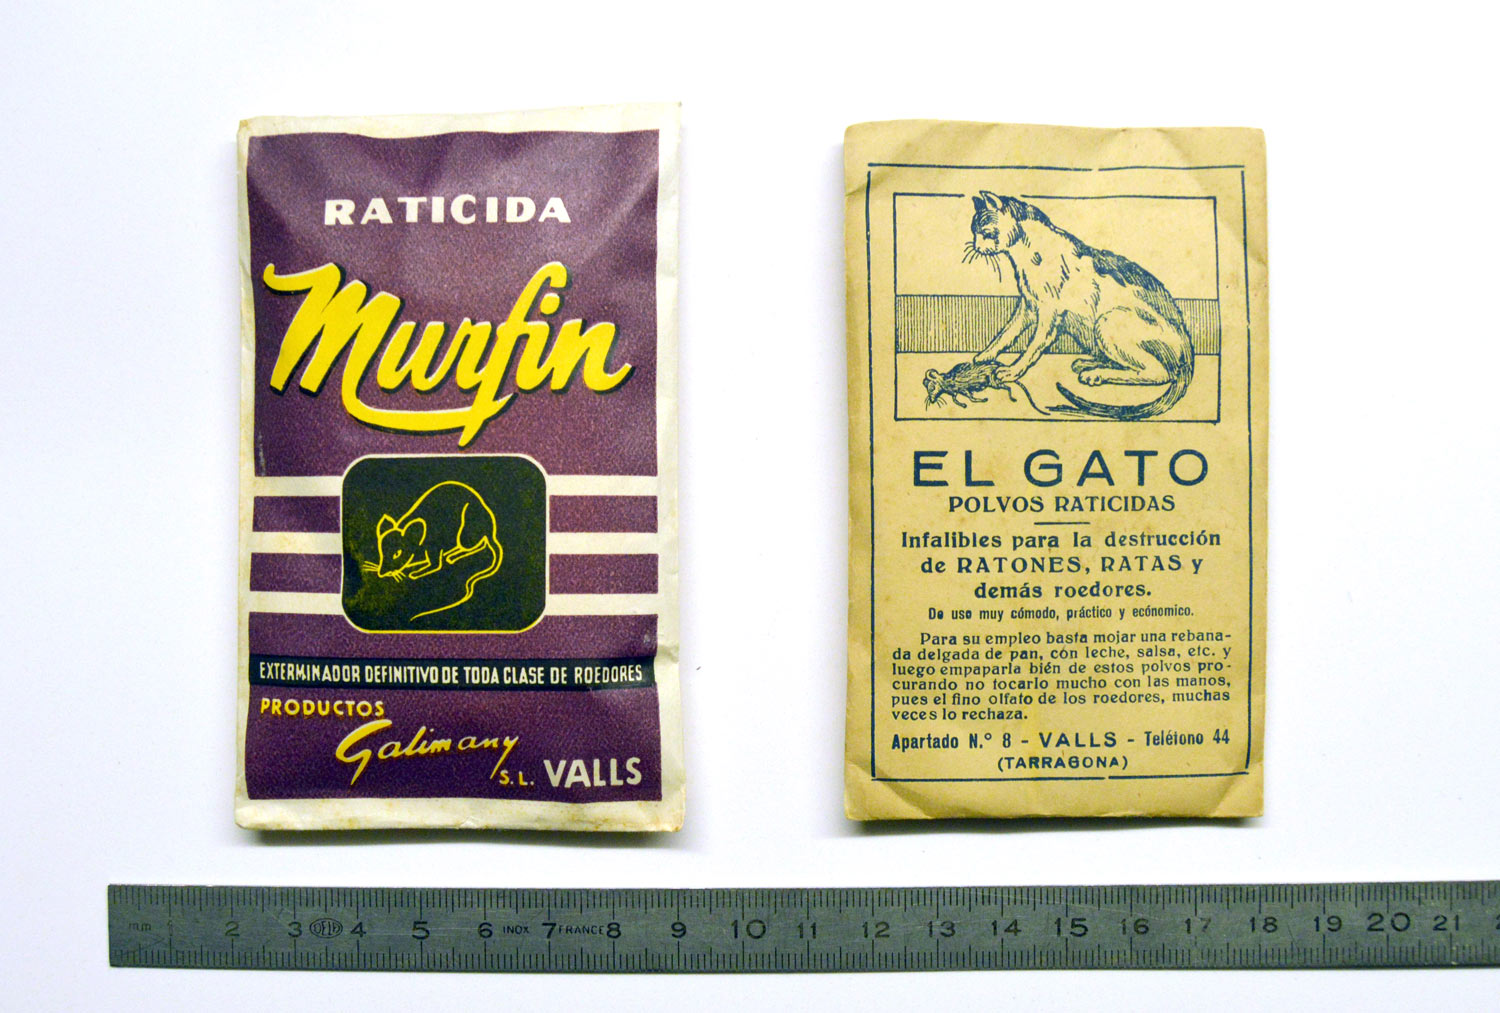 RATICIDA
Murfin
EXTERMINADOR DEFINITIVO DE TODA CLASE DE ROEDORES
PRODUCTOS
Galimany
S.L. VALLS
EL GATO
POLVOS RATICIDAS
Infalibles para la destrucción
de RATONES, RATAS y
demás roedores.
De uso muy cómodo, práctico y ecónomico.
Para su empleo basta mojar una rebana-
da delgada de pan, cón leche, salsa, etc. y
luego empaparla bién de estos polvos pro-
curando no tocarlo mucho con las manos,
pues el fino olfato de los roedores, muchas
veces lo rechaza.
Apartado N.° 8 - VALLS - Teléfono 44
(TARRAGONA)
mm 2 3 4 5 6 INOX 7 FRANCE 8 9 10 11 12 13 14 15 16 17 18 19 20 21